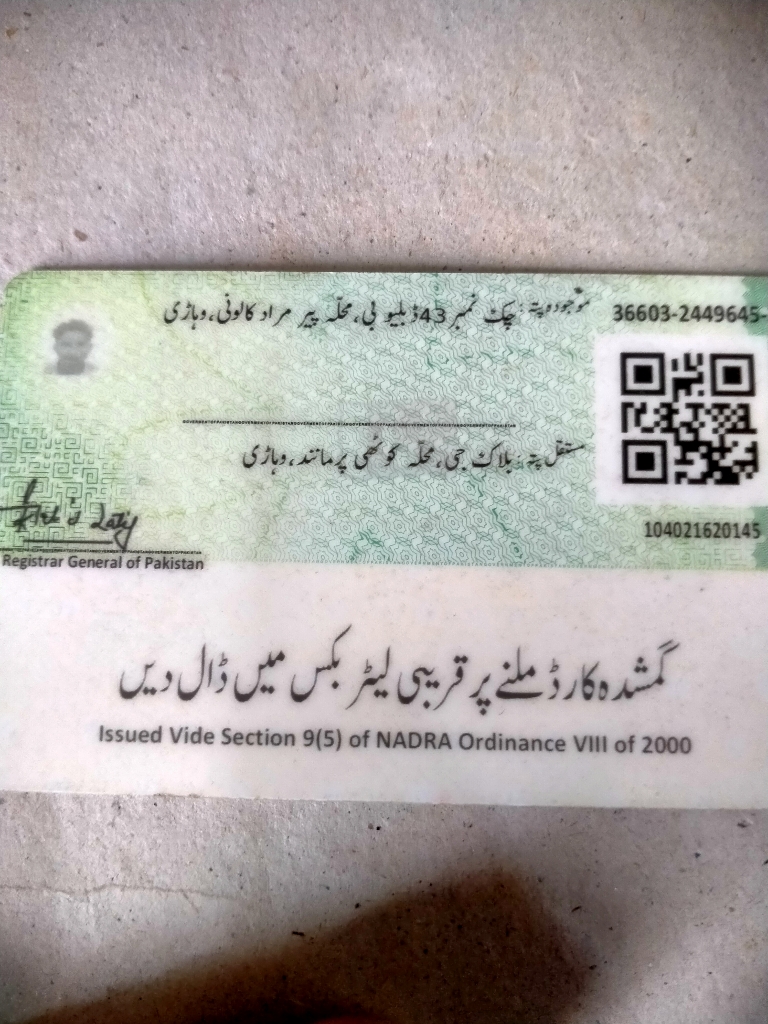 موجودہ پتہ: چک نمبر 43 ڈبلیو بی، محلّہ پیر مراد کالونی، وہاڑی
36603-2449645-
مستقل پتہ: بلاک جی، محلّہ کوٹھی پرمانند، وہاڑی
104021620145
Registrar General of Pakistan
گمشدہ کارڈ ملنے پر قریبی لیٹر بکس میں ڈال دیں
Issued Vide Section 9(5) of NADRA Ordinance VIII of 2000